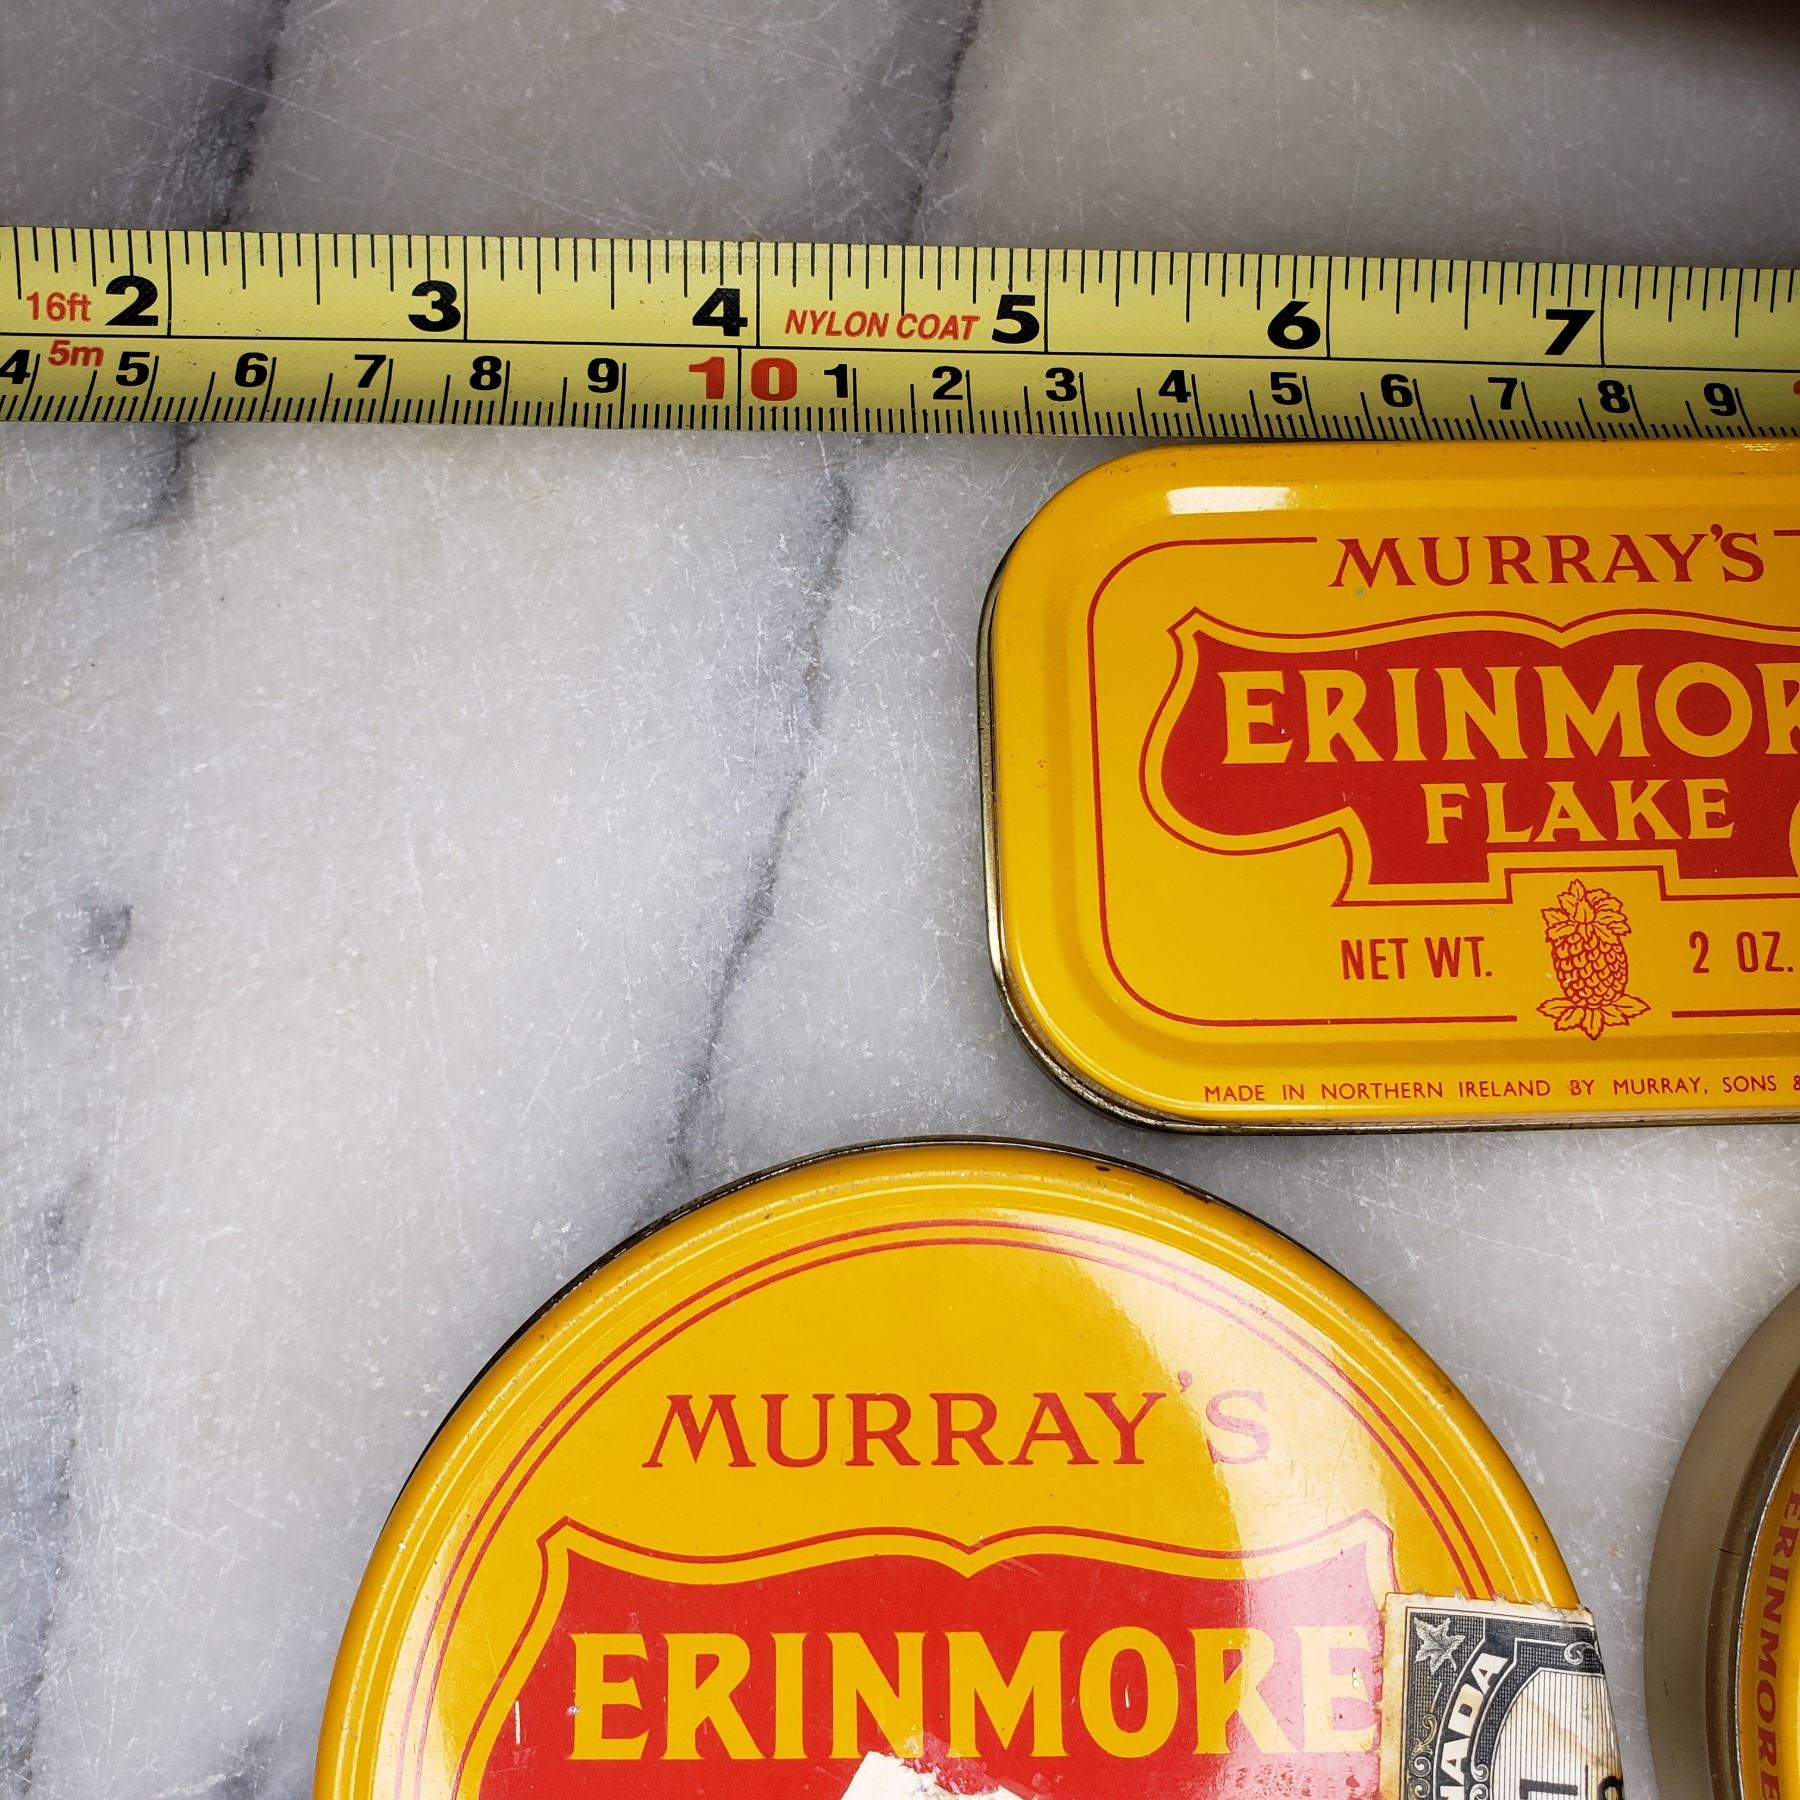 2 3 4 5 6 7
16ft NYLON COAT
5m
4 5 6 7 8 9 10 1 2 3 4 5 6 7 8 9
MURRAY'S
ERINMOR
FLAKE
NET WT. 2 OZ.
MADE IN NORTHERN IRELAND BY MURRAY, SONS &
MURRAY'S
ERINMORE
NADA
ERINMORE